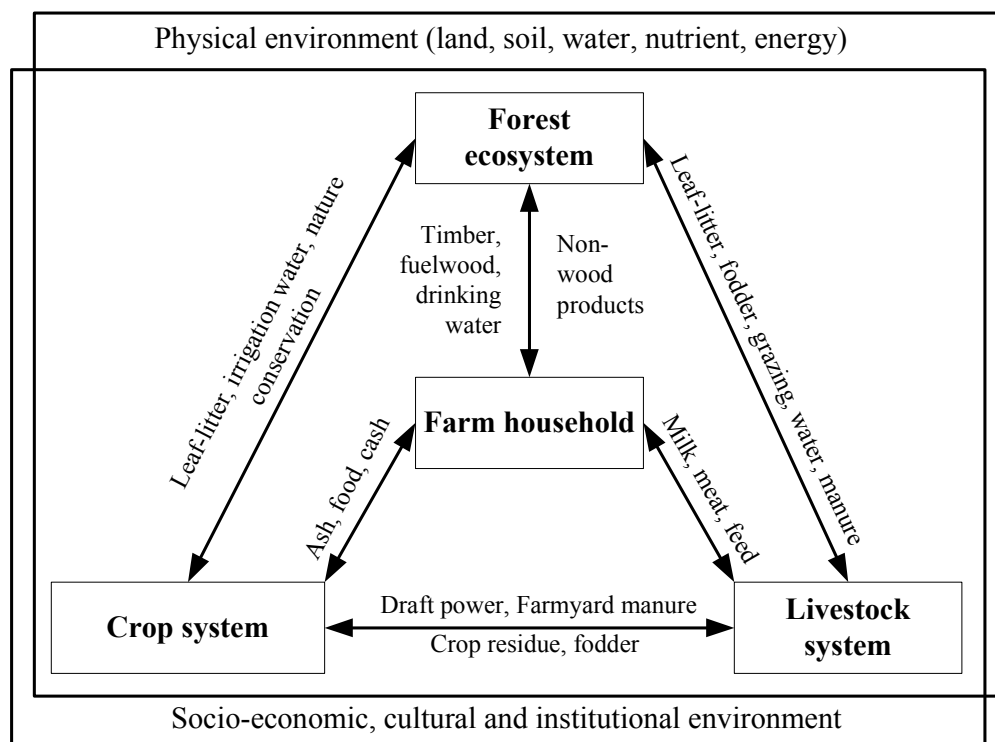 Physical environment (land, soil, water, nutrient, energy)
Forest
ecosystem
Leaf-litter, irrigation water, nature
conservation
Timber,
fuelwood,
drinking
water
Non-
wood
products
Leaf-litter, fodder, grazing, water, manure
Farm household
Ash, food, cash
Milk, meat, feed
Crop system
Draft power, Farmyard manure
Crop residue, fodder
Livestock
system
Socio-economic, cultural and institutional environment